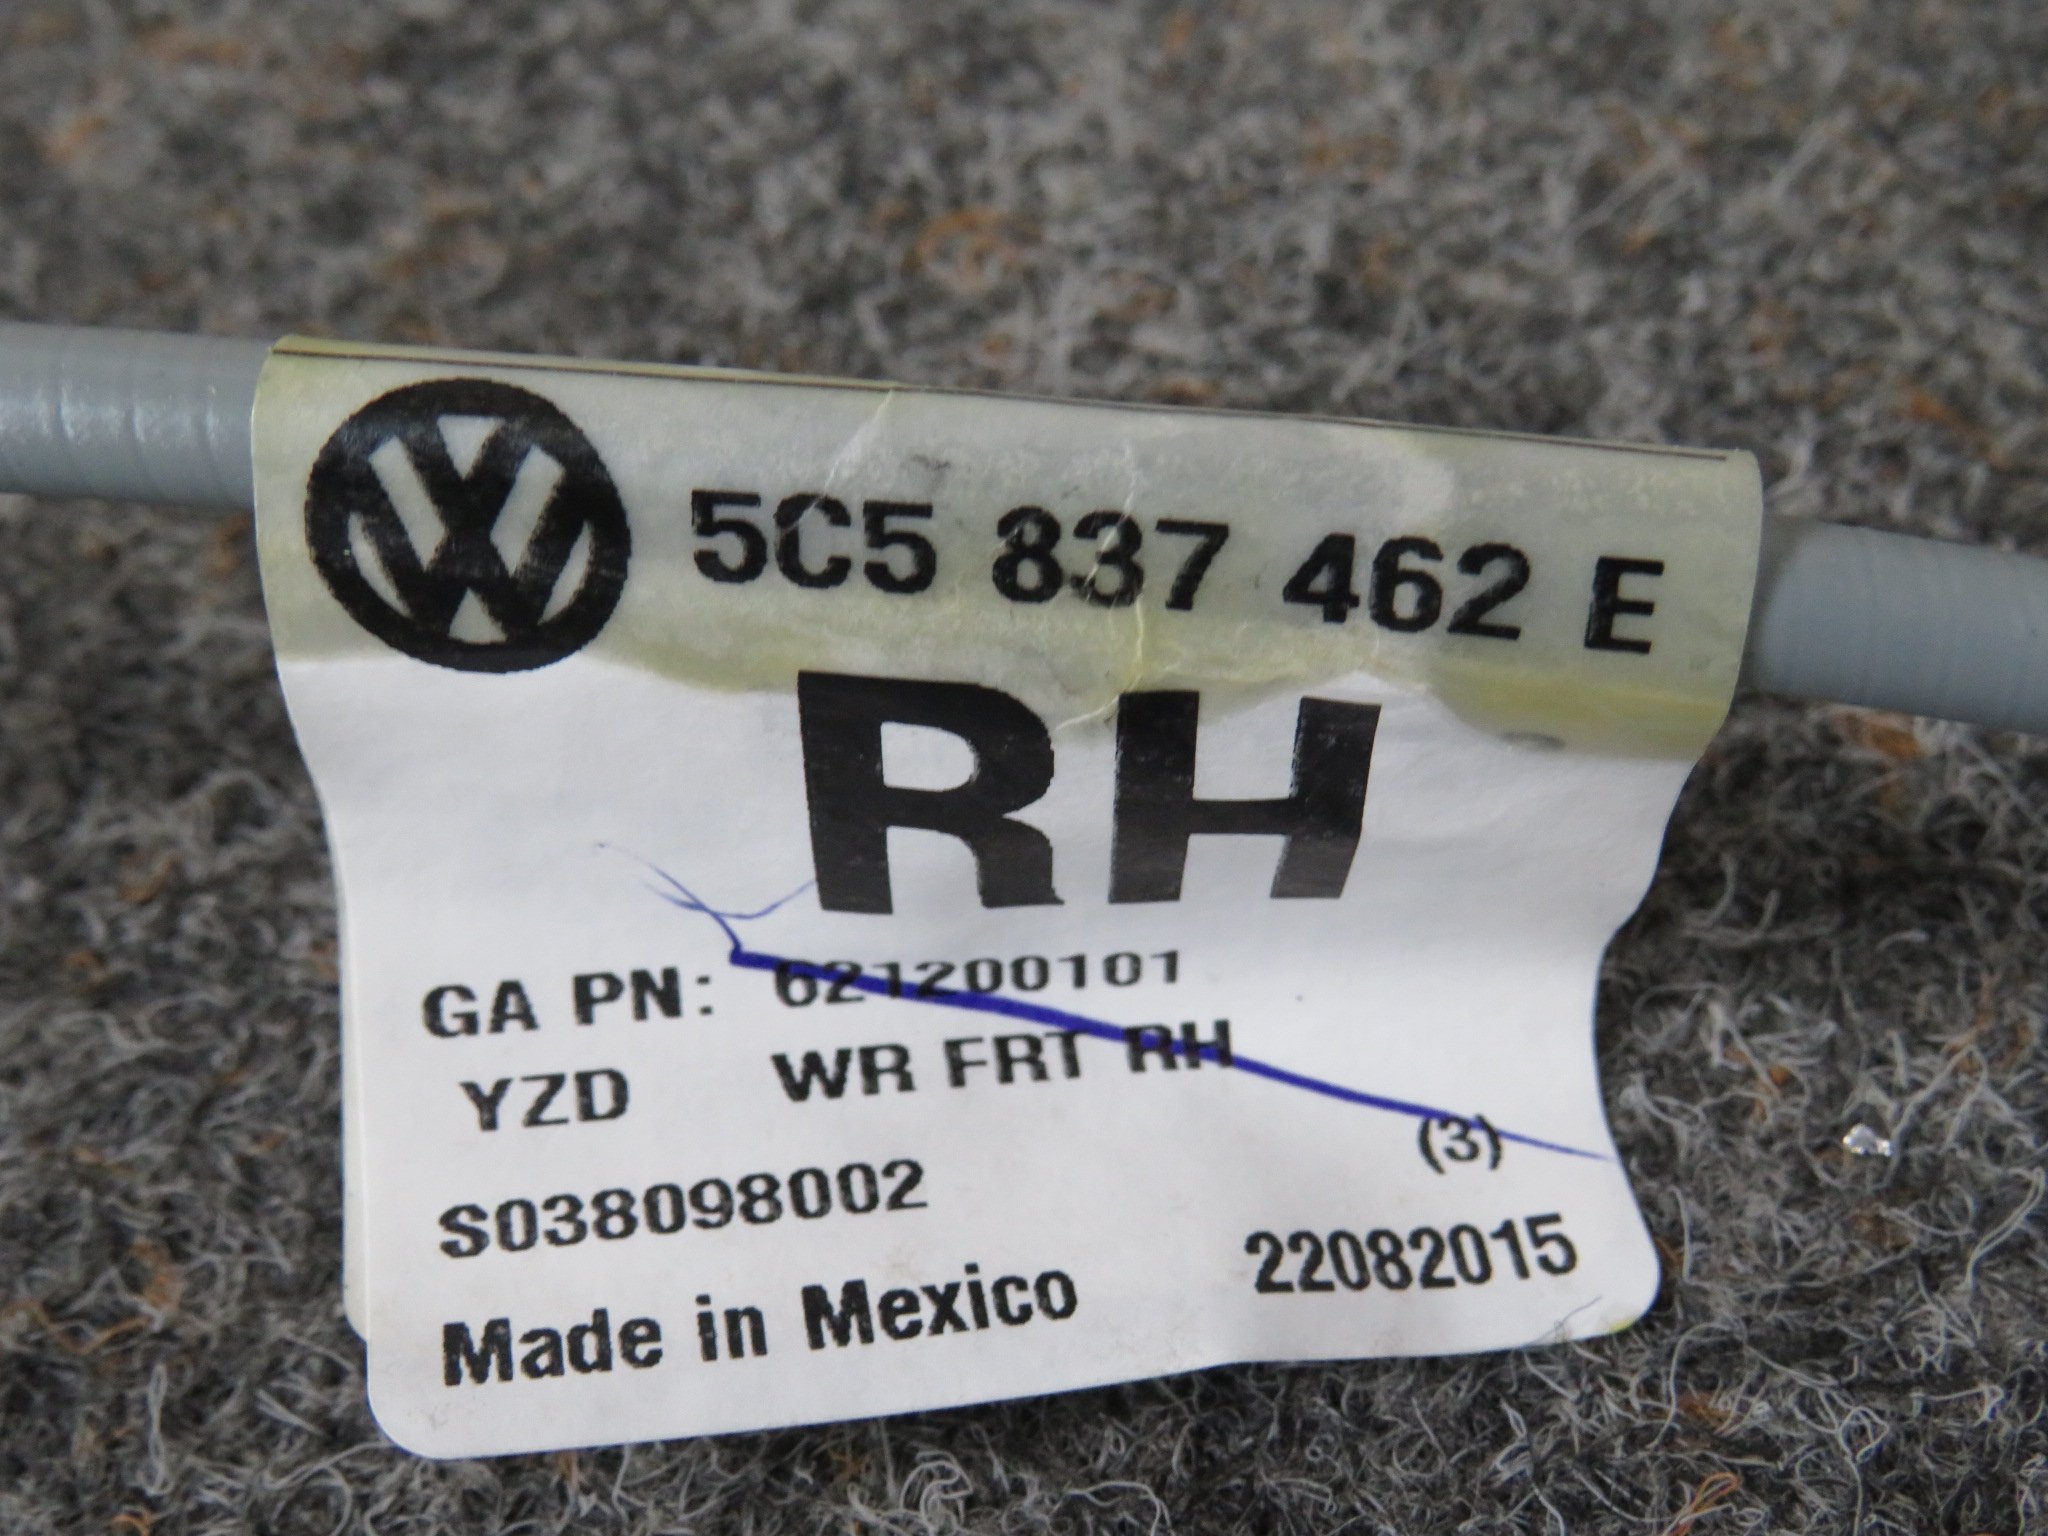 5C5 837 462 E
RH
GA PN: 621200101
YZD WR FRT RH
(3)
S038098002
22082015
Made in Mexico